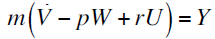 m(V̇ − pW + rU) = Y